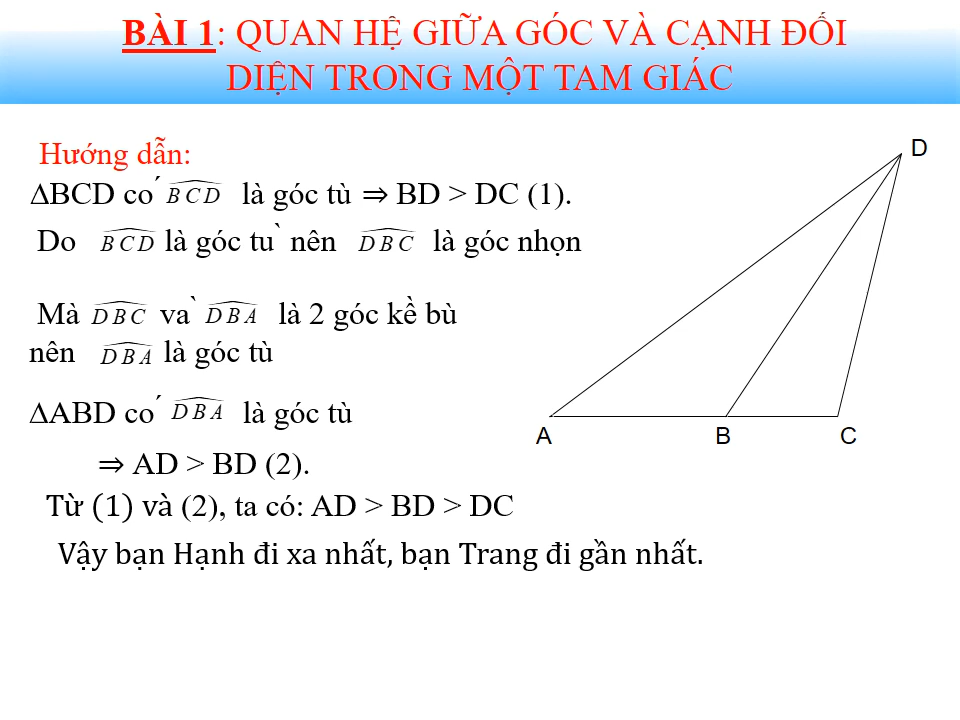 BÀI 1: QUAN HỆ GIỮA GÓC VÀ CẠNH ĐỐI
DIỆN TRONG MỘT TAM GIÁC
Hướng dẫn:
ΔBCD có BCD là góc tù ⇒ BD > DC (1).
Do BCD là góc tù nên DBC là góc nhọn
Mà DBC và DBA là 2 góc kề bù
nên DBA là góc tù
ΔABD có DBA là góc tù
⇒ AD > BD (2).
Từ (1) và (2), ta có: AD > BD > DC
Vậy bạn Hạnh đi xa nhất, bạn Trang đi gần nhất.
D
A
B
C